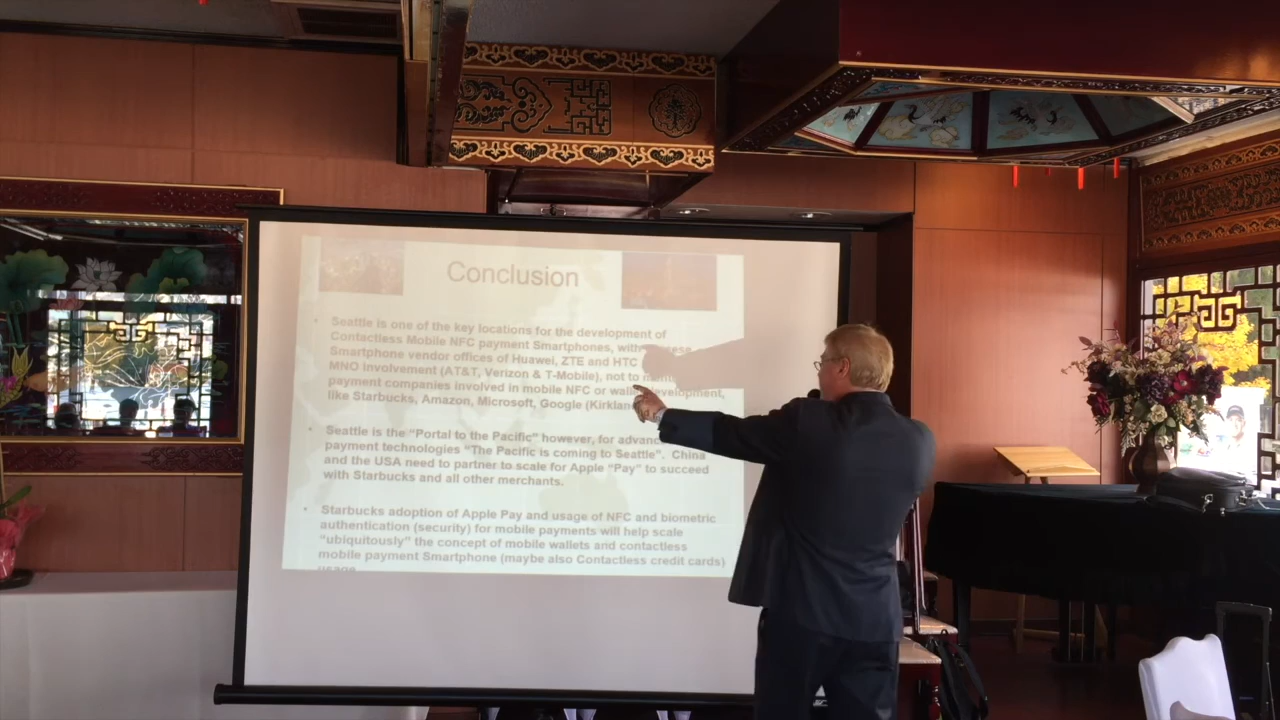 Conclusion
• Seattle is one of the key locations for the development of
Contactless Mobile NFC payment Smartphones, with
Smartphone vendor offices of Huawei, ZTE and HTC
MNO Involvement (AT&T, Verizon & T-Mobile), not to
payment companies involved in mobile NFC or
like Starbucks, Amazon, Microsoft, Google
• Seattle is the “Portal to the Pacific” however, for
payment technologies “The Pacific is coming to Seattle”. China
and the USA need to partner to scale for Apple “Pay” to succeed
with Starbucks and all other merchants.
• Starbucks adoption of Apple Pay and usage of NFC and biometric
authentication (security) for mobile payments will help scale
“ubiquitously” the concept of mobile wallets and contactless
mobile payment Smartphone (maybe also Contactless credit cards)
usage